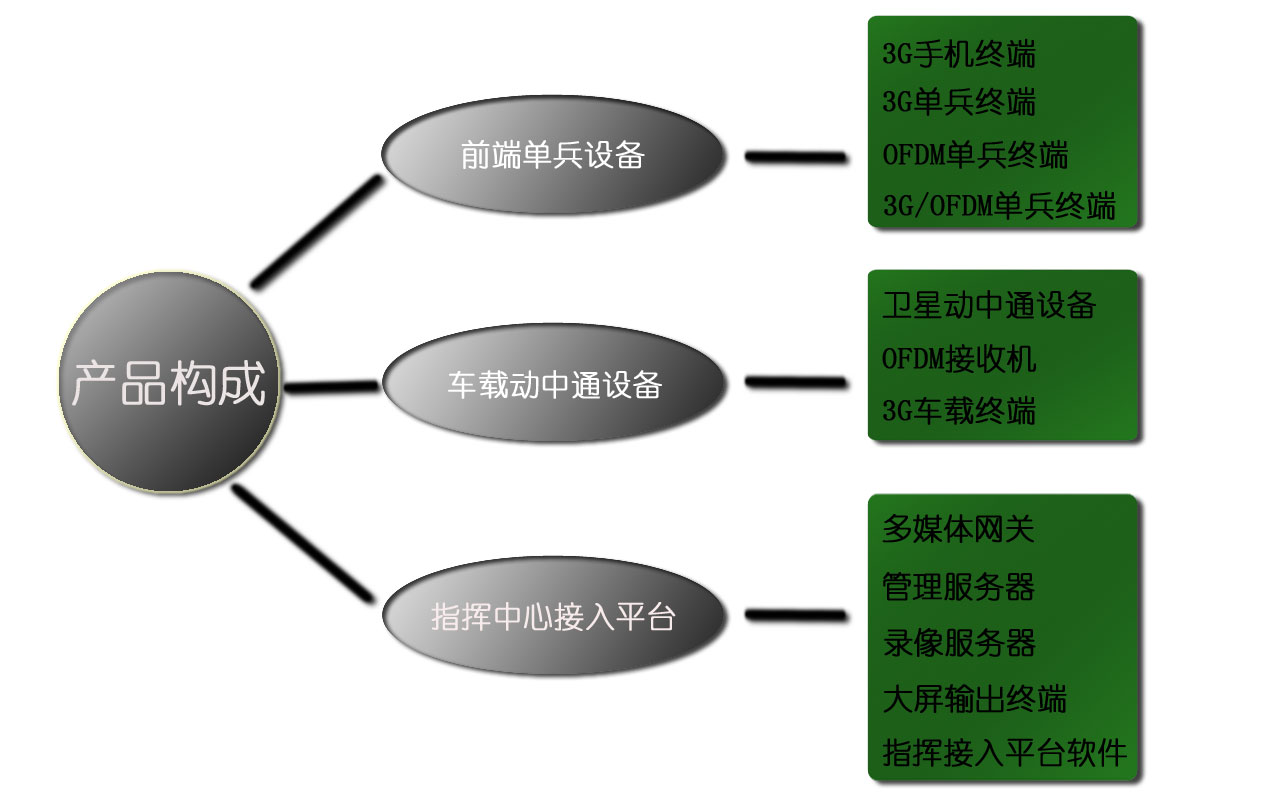 产品构成
前端单兵设备
3G手机终端
3G单兵终端
OFDM单兵终端
3G/OFDM单兵终端
车载动中通设备
卫星动中通设备
OFDM接收机
3G车载终端
指挥中心接入平台
多媒体网关
管理服务器
录像服务器
大屏输出终端
指挥接入平台软件